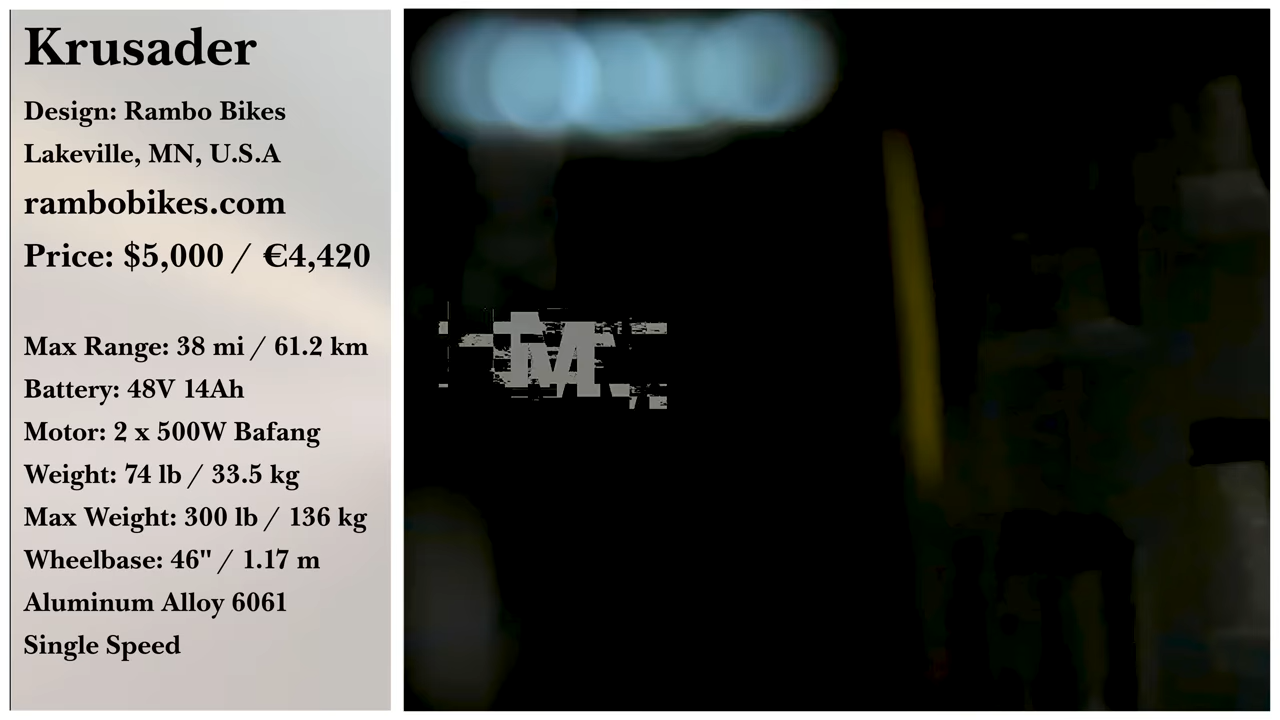 Krusader
Design: Rambo Bikes
Lakeville, MN, U.S.A
rambobikes.com
Price: $5,000 / €4,420
Max Range: 38 mi / 61.2 km
Battery: 48V 14Ah
Motor: 2 x 500W Bafang
Weight: 74 lb / 33.5 kg
Max Weight: 300 lb / 136 kg
Wheelbase: 46" / 1.17 m
Aluminum Alloy 6061
Single Speed